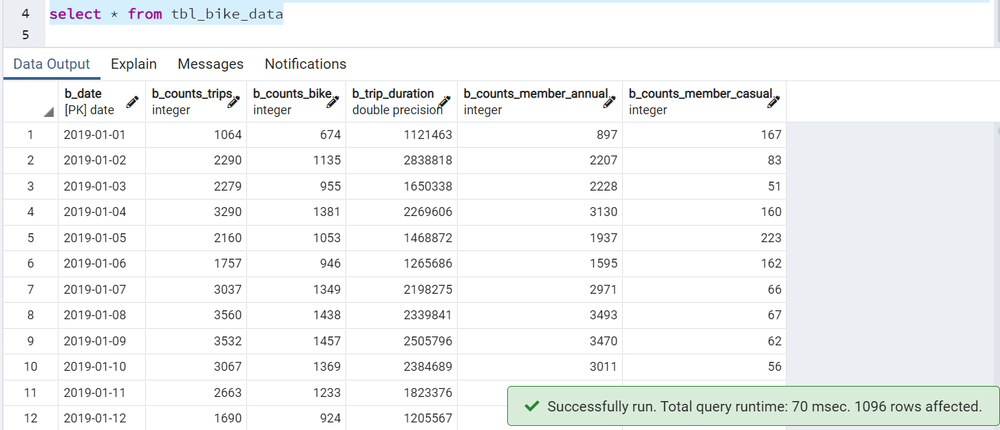 4 select * from tbl_bike_data
5
Data Output Explain Messages Notifications
b_date b_counts_trips b_counts_bike b_trip_duration b_counts_member_annual b_counts_member_casual
[PK] date integer integer double precision integer integer
1 2019-01-01 1064 674 1121463 897 167
2 2019-01-02 2290 1135 2838818 2207 83
3 2019-01-03 2279 955 1650338 2228 51
4 2019-01-04 3290 1381 2269606 3130 160
5 2019-01-05 2160 1053 1468872 1937 223
6 2019-01-06 1757 946 1265686 1595 162
7 2019-01-07 3037 1349 2198275 2971 66
8 2019-01-08 3560 1438 2339841 3493 67
9 2019-01-09 3532 1457 2505796 3470 62
10 2019-01-10 3067 1369 2384689 3011 56
11 2019-01-11 2663 1233 1823376
12 2019-01-12 1690 924 1205567
Successfully run. Total query runtime: 70 msec. 1096 rows affected.